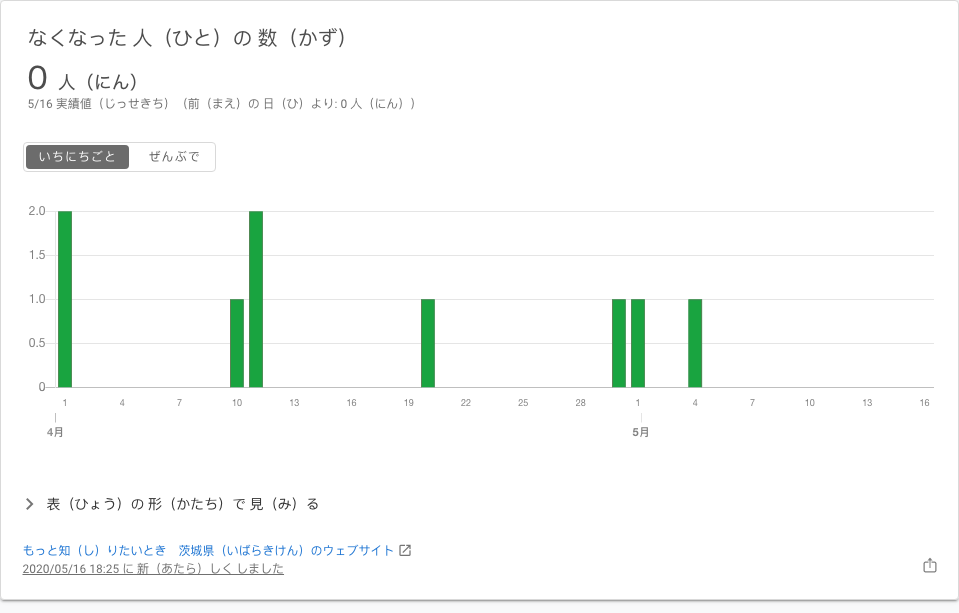 なくなった 人（ひと）の 数（かず）
0 人（にん）
5/16 実績値（じっせきち）（前（まえ）の 日（ひ）より: 0 人（にん））
いちにちごと ぜんぶで
2.0
1.5
1.0
0.5
0
1 4 7 10 13 16 19 22 25 28 1 4 7 10 13 16
4月 5月
表（ひょう）の 形（かたち）で 見（み）る
もっと知（し）りたいとき　茨城県（いばらきけん）のウェブサイト
2020/05/16 18:25 に 新（あたら）しく しました